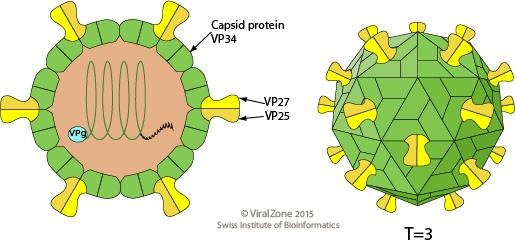 Capsid protein
VP34
VP27
VP25
VPg
© ViralZone 2015
Swiss Institute of Bioinformatics
T=3